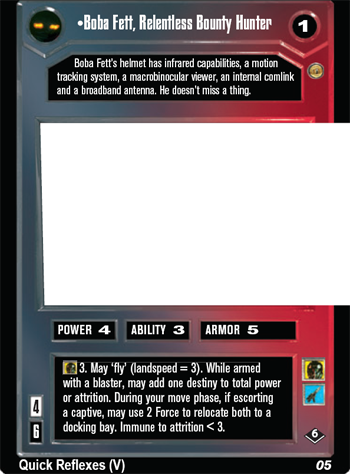 •Boba Fett, Relentless Bounty Hunter
1
Boba Fett's helmet has infrared capabilities, a motion
tracking system, a macrobinocular viewer, an internal comlink
and a broadband antenna. He doesn't miss a thing.
POWER 4 ABILITY 3 ARMOR 5
3. May 'fly' (landspeed = 3). While armed
with a blaster, may add one destiny to total power
or attrition. During your move phase, if escorting
a captive, may use 2 Force to relocate both to a
docking bay. Immune to attrition < 3.
4
6
6
Quick Reflexes (V)
05